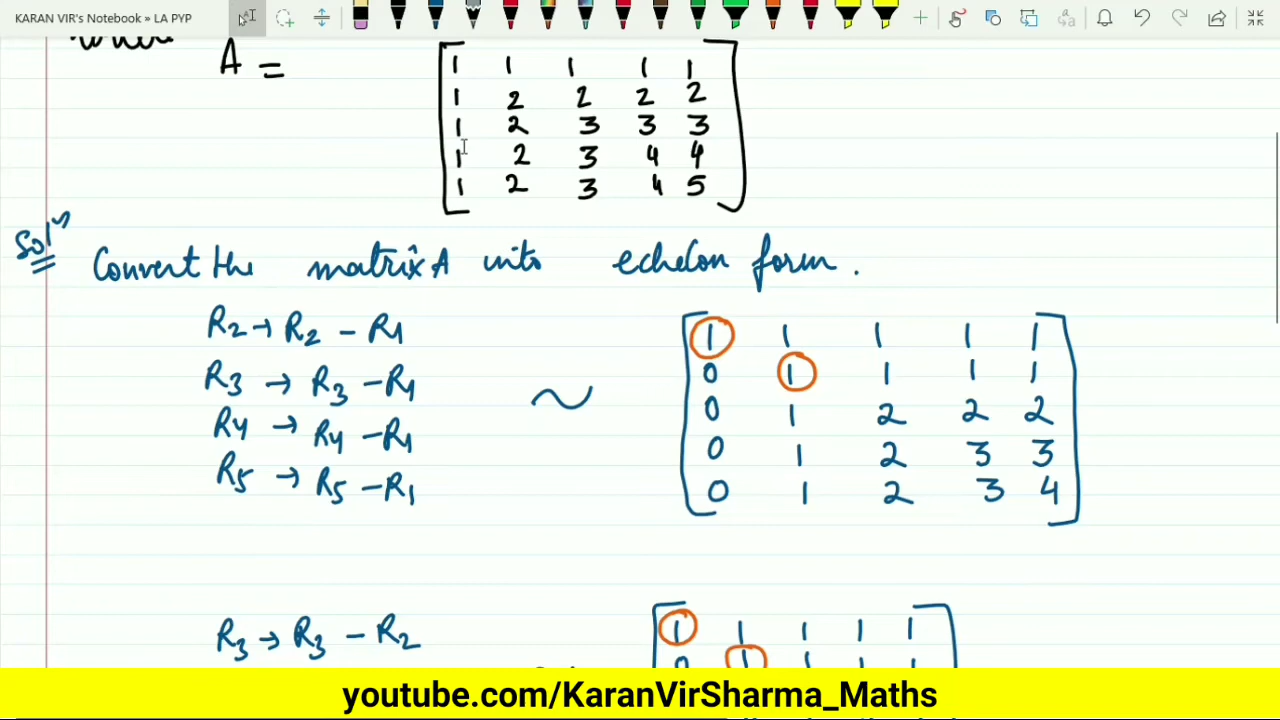 KARAN VIR's Notebook » LA PYP
A =
1 1 1 1 1
1 2 2 2 2
1 2 3 3 3
1 2 3 4 4
1 2 3 4 5
Solⁿ
Convert the matrix A into echelon form.
R2 → R2 - R1
R3 → R3 - R1
R4 → R4 - R1
R5 → R5 - R1
~
1 1 1 1 1
0 1 1 1 1
0 1 2 2 2
0 1 2 3 3
0 1 2 3 4
R3 → R3 - R2
1 1 1 1 1
youtube.com/KaranVirSharma_Maths